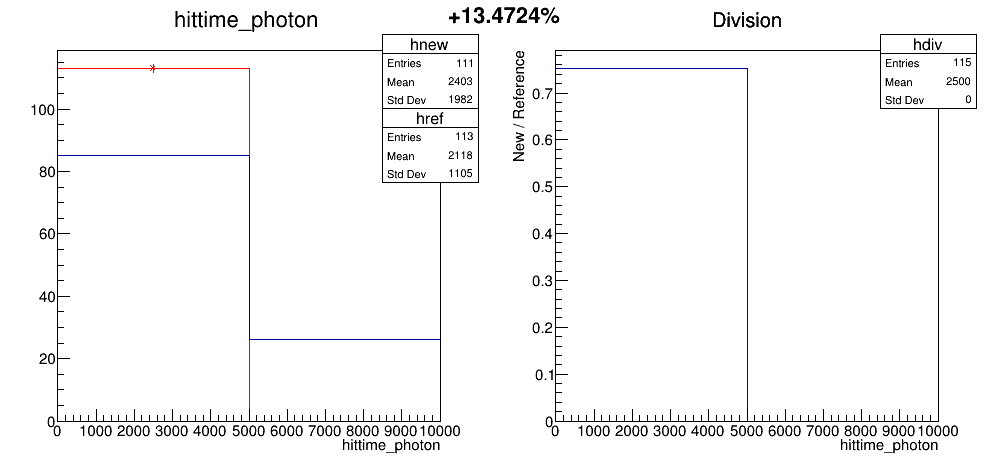 +13.4724%
hittime_photon
hnew
Entries 111
Mean 2403
Std Dev 1982
href
Entries 113
Mean 2118
Std Dev 1105
100
80
60
40
20
0
0 1000 2000 3000 4000 5000 6000 7000 8000 9000 10000
hittime_photon
Division
hdiv
Entries 115
Mean 2500
Std Dev 0
New / Reference
0.7
0.6
0.5
0.4
0.3
0.2
0.1
0
0 1000 2000 3000 4000 5000 6000 7000 8000 9000 10000
hittime_photon